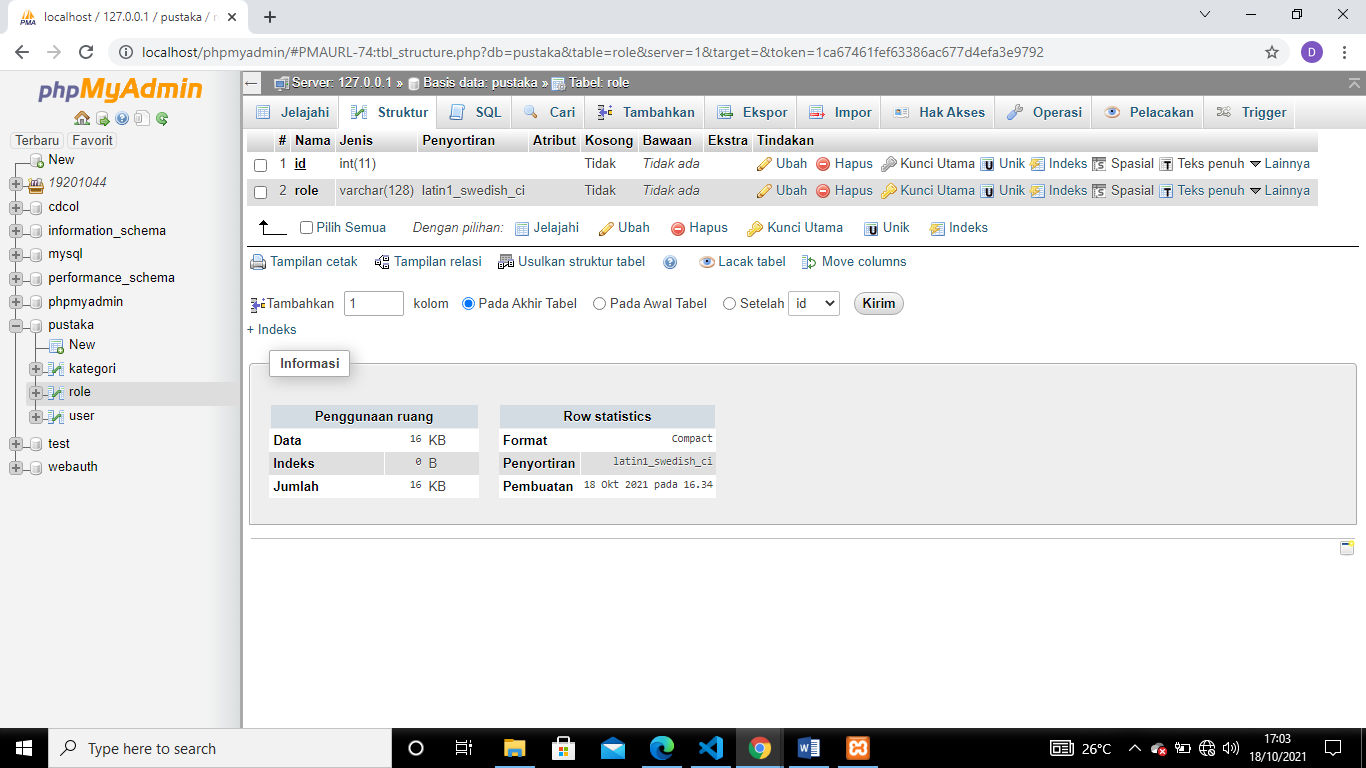 localhost / 127.0.0.1 / pustaka / r
localhost/phpmyadmin/#PMAURL-74:tbl_structure.php?db=pustaka&table=role&server=1&target=&token=1ca67461fef63386ac677d4efa3e9792
D
phpMyAdmin
Terbaru Favorit
New
19201044
cdcol
information_schema
mysql
performance_schema
phpmyadmin
pustaka
New
kategori
role
user
test
webauth
Server: 127.0.0.1 » Basis data: pustaka » Tabel: role
Jelajahi Struktur SQL Cari Tambahkan Ekspor Impor Hak Akses Operasi Pelacakan Trigger
# Nama Jenis Penyortiran Atribut Kosong Bawaan Ekstra Tindakan
1 id int(11) Tidak Tidak ada Ubah Hapus Kunci Utama Unik Indeks Spasial Teks penuh Lainnya
2 role varchar(128) latin1_swedish_ci Tidak Tidak ada Ubah Hapus Kunci Utama Unik Indeks Spasial Teks penuh Lainnya
Pilih Semua Dengan pilihan: Jelajahi Ubah Hapus Kunci Utama Unik Indeks
Tampilan cetak Tampilan relasi Usulkan struktur tabel Lacak tabel Move columns
Tambahkan 1 kolom Pada Akhir Tabel Pada Awal Tabel Setelah id Kirim
+ Indeks
Informasi
Penggunaan ruang
Data 16 KB
Indeks 0 B
Jumlah 16 KB
Row statistics
Format Compact
Penyortiran latin1_swedish_ci
Pembuatan 18 Okt 2021 pada 16.34
Type here to search
26°C
17:03
18/10/2021